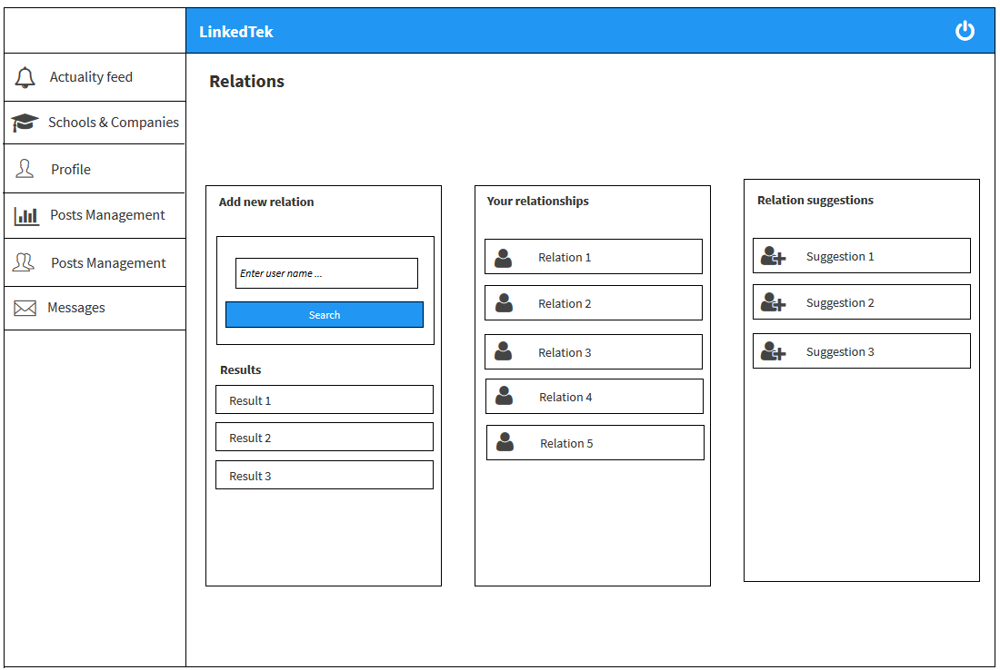 LinkedTek
Actuality feed
Schools & Companies
Profile
Posts Management
Posts Management
Messages
Relations
Add new relation
Enter user name ...
Search
Results
Result 1
Result 2
Result 3
Your relationships
Relation 1
Relation 2
Relation 3
Relation 4
Relation 5
Relation suggestions
Suggestion 1
Suggestion 2
Suggestion 3